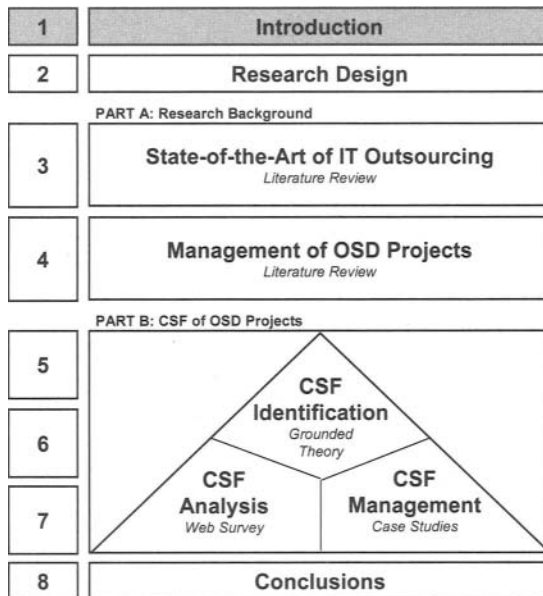 1
Introduction
2
Research Design
PART A: Research Background
3
State-of-the-Art of IT Outsourcing
Literature Review
4
Management of OSD Projects
Literature Review
PART B: CSF of OSD Projects
5
CSF
Identification
Grounded
Theory
6
CSF
Analysis
Web Survey
CSF
Management
Case Studies
7
8
Conclusions